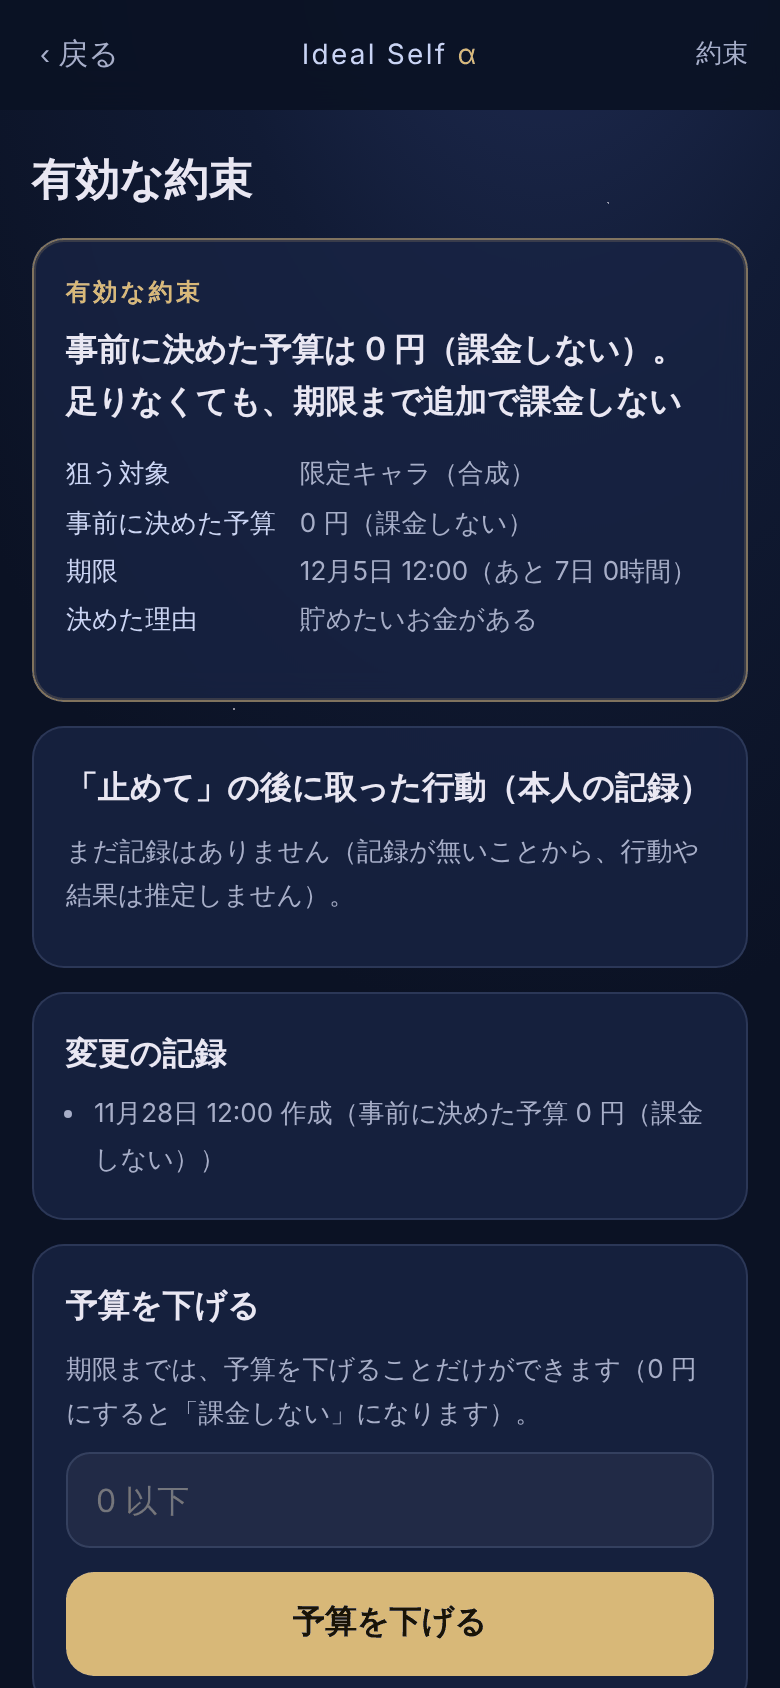 ‹ 戻る
Ideal Self α
約束
有効な約束
有効な約束
事前に決めた予算は 0 円（課金しない）。
足りなくても、期限まで追加で課金しない
狙う対象 限定キャラ（合成）
事前に決めた予算 0 円（課金しない）
期限 12月5日 12:00（あと 7日 0時間）
決めた理由 貯めたいお金がある
「止めて」の後に取った行動（本人の記録）
まだ記録はありません（記録が無いことから、行動や
結果は推定しません）。
変更の記録
• 11月28日 12:00 作成（事前に決めた予算 0 円（課金
しない））
予算を下げる
期限までは、予算を下げることだけができます（0 円
にすると「課金しない」になります）。
0 以下
予算を下げる